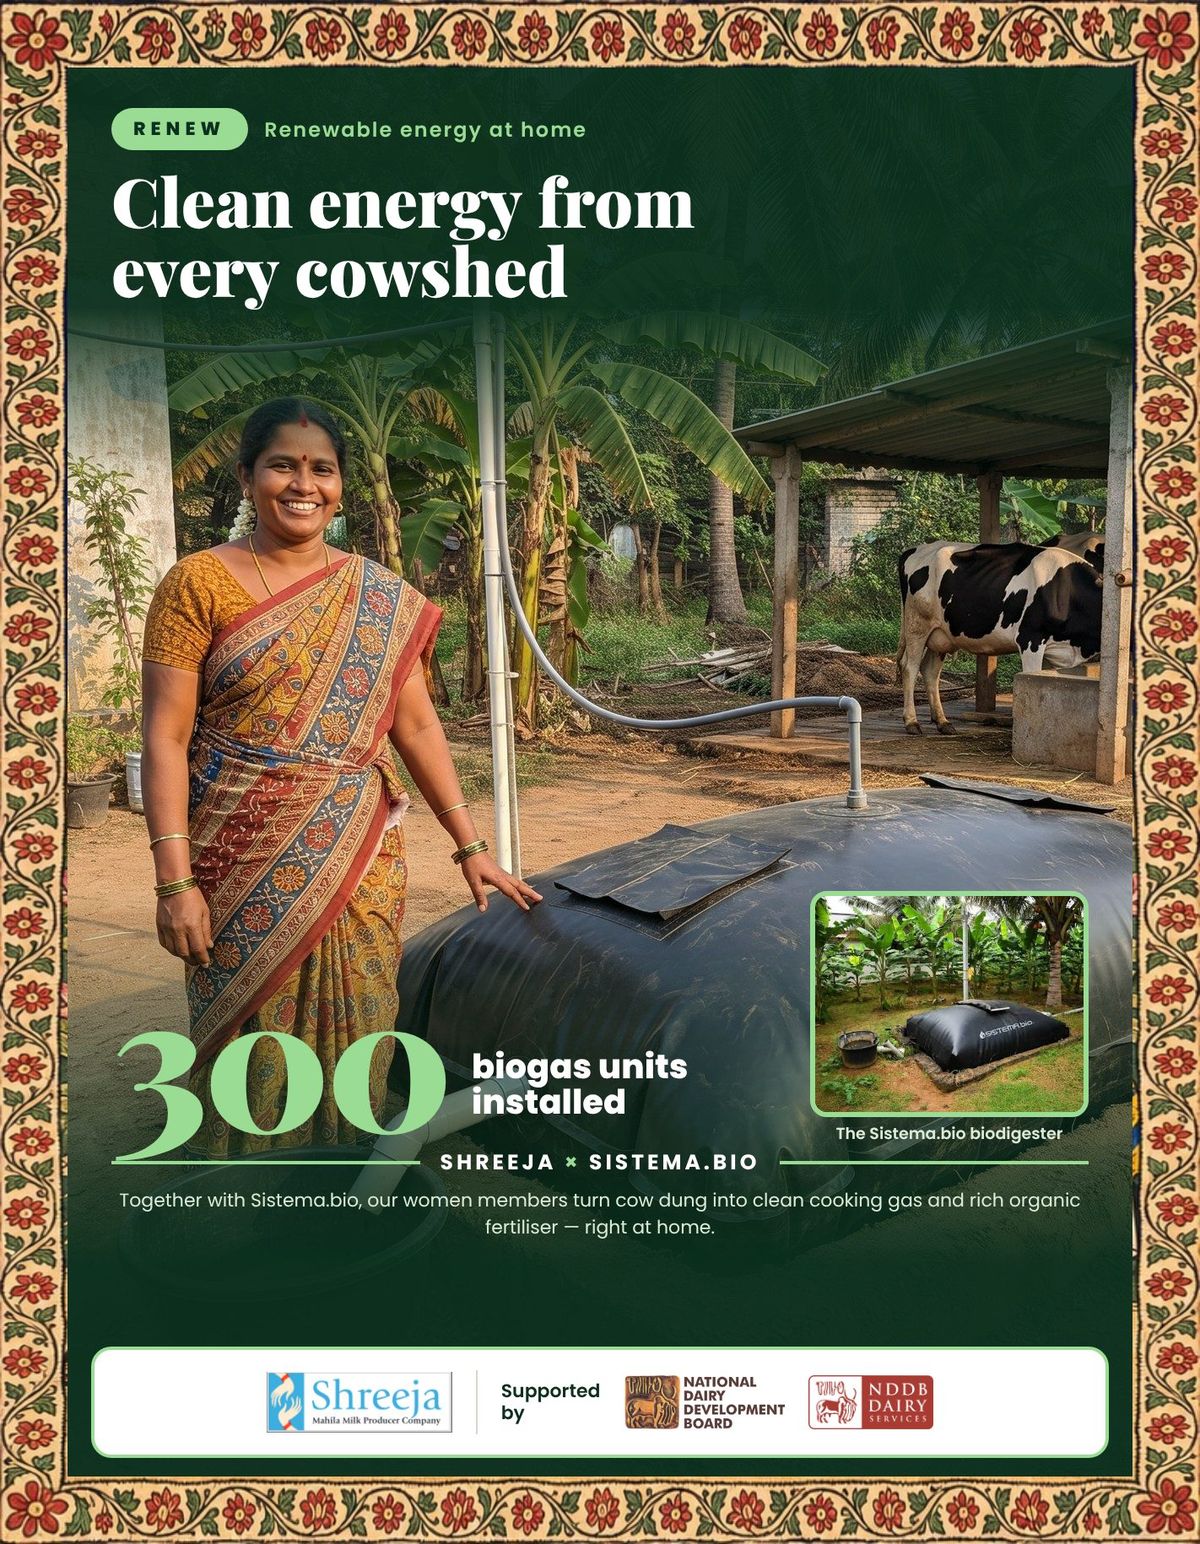 RENEW Renewable energy at home
Clean energy from
every cowshed
SISTEMA.bio
300 biogas units
installed
The Sistema.bio biodigester
SHREEJA × SISTEMA.BIO
Together with Sistema.bio, our women members turn cow dung into clean cooking gas and rich organic
fertiliser — right at home.
Shreeja
Mahila Milk Producer Company
Supported
by
NATIONAL
DAIRY
DEVELOPMENT
BOARD
NDDB
DAIRY
SERVICES